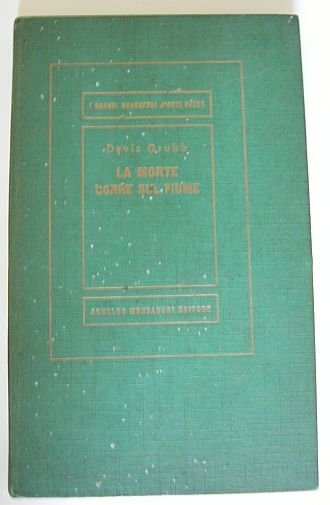 I GRANDI NARRATORI D'OGNI PAESE
Davis Grubb
LA MORTE
CORRE SUL FIUME
ARNOLDO MONDADORI EDITORE